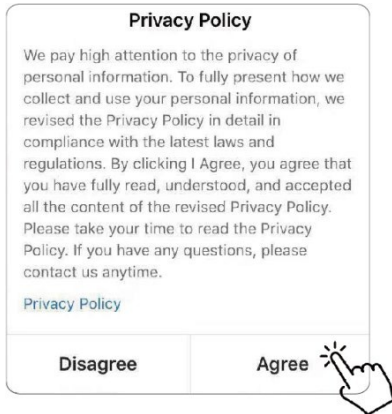 Privacy Policy
We pay high attention to the privacy of
personal information. To fully present how we
collect and use your personal information, we
revised the Privacy Policy in detail in
compliance with the latest laws and
regulations. By clicking I Agree, you agree that
you have fully read, understood, and accepted
all the content of the revised Privacy Policy.
Please take your time to read the Privacy
Policy. If you have any questions, please
contact us anytime.
Privacy Policy
Disagree
Agree